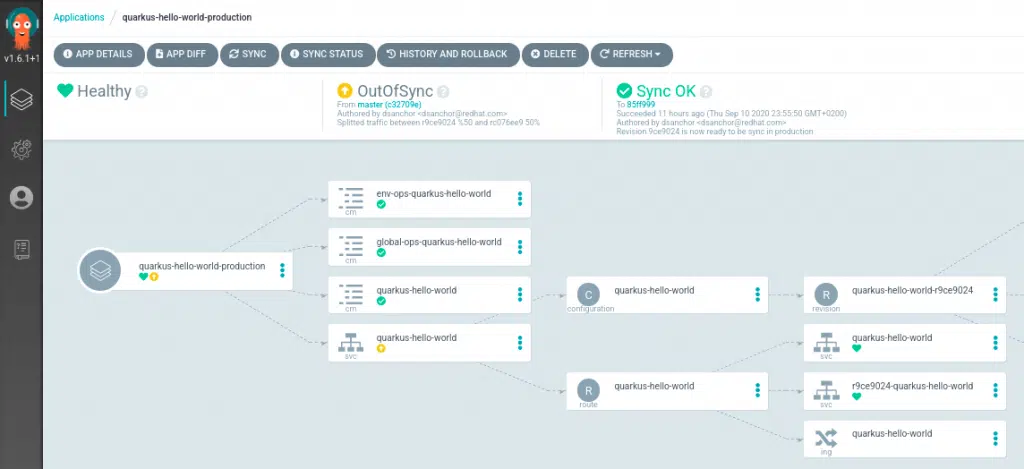 v1.6.1+1
Applications / quarkus-hello-world-production
APP DETAILS APP DIFF SYNC SYNC STATUS HISTORY AND ROLLBACK DELETE REFRESH
Healthy
OutOfSync
From master (c32709e)
Authored by dsanchor <dsanchor@redhat.com>
Splitted traffic between r9ce9024 %50 and rc076ee9 50%
Sync OK
To 85ff999
Succeeded 11 hours ago (Thu Sep 10 2020 23:55:50 GMT+0200)
Authored by dsanchor <dsanchor@redhat.com>
Revision 9ce9024 is now ready to be sync in production
quarkus-hello-world-production
env-ops-quarkus-hello-world
cm
global-ops-quarkus-hello-world
cm
quarkus-hello-world
cm
quarkus-hello-world
svc
C
quarkus-hello-world
configuration
R
quarkus-hello-world
route
R
quarkus-hello-world-r9ce9024
revision
quarkus-hello-world
svc
r9ce9024-quarkus-hello-world
svc
quarkus-hello-world
ing